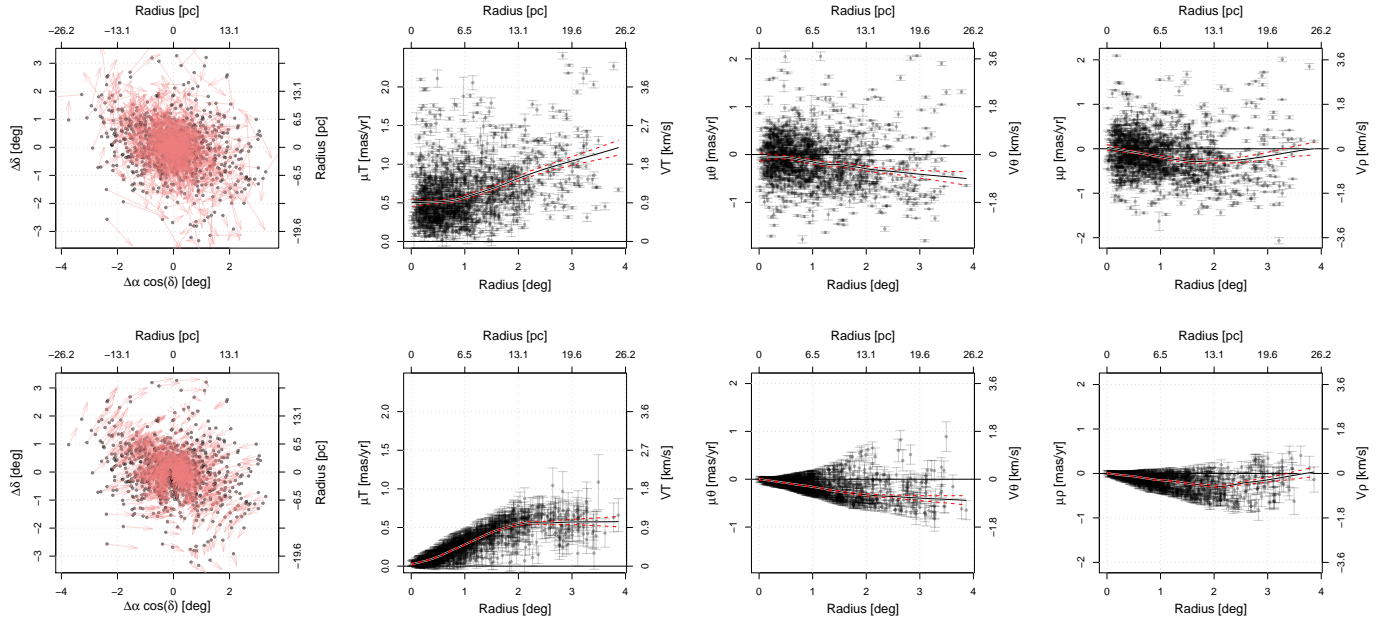 Radius [pc]
−26.2 −13.1 0 13.1
3
2
1
0
−1
−2
−3
Δδ [deg]
13.1
6.5
0
−6.5
−19.6
Radius [pc]
−4 −2 0 2
Δα cos(δ) [deg]
Radius [pc]
0 6.5 13.1 19.6 26.2
2.0
1.5
1.0
0.5
0.0
μT [mas/yr]
3.6
2.7
1.8
0.9
0
VT [km/s]
0 1 2 3 4
Radius [deg]
Radius [pc]
0 6.5 13.1 19.6 26.2
2
1
0
−1
μθ [mas/yr]
3.6
1.8
0
−1.8
Vθ [km/s]
0 1 2 3 4
Radius [deg]
Radius [pc]
0 6.5 13.1 19.6 26.2
2
1
0
−1
−2
μρ [mas/yr]
3.6
1.8
0
−1.8
−3.6
Vρ [km/s]
0 1 2 3 4
Radius [deg]
Radius [pc]
−26.2 −13.1 0 13.1
3
2
1
0
−1
−2
−3
Δδ [deg]
13.1
6.5
0
−6.5
−19.6
Radius [pc]
−4 −2 0 2
Δα cos(δ) [deg]
Radius [pc]
0 6.5 13.1 19.6 26.2
2.0
1.5
1.0
0.5
0.0
μT [mas/yr]
3.6
2.7
1.8
0.9
0
VT [km/s]
0 1 2 3 4
Radius [deg]
Radius [pc]
0 6.5 13.1 19.6 26.2
2
1
0
−1
μθ [mas/yr]
3.6
1.8
0
−1.8
Vθ [km/s]
0 1 2 3 4
Radius [deg]
Radius [pc]
0 6.5 13.1 19.6 26.2
2
1
0
−1
−2
μρ [mas/yr]
3.6
1.8
0
−1.8
−3.6
Vρ [km/s]
0 1 2 3 4
Radius [deg]